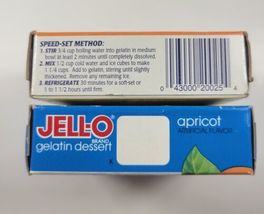 SPEED-SET METHOD:
1. STIR 3/4 cup boiling water into gelatin in medium
bowl at least 2 minutes until completely dissolved.
2. MIX 1/2 cup cold water and ice cubes to make
1 1/4 cups. Add to gelatin, stirring until slightly
thickened. Remove any remaining ice.
3. REFRIGERATE 30 minutes for a soft-set or
1 to 1 1/2 hours until firm.
0 43000 20025 4
JELL-O
BRAND
gelatin dessert
K
apricot
ARTIFICIAL FLAVOR